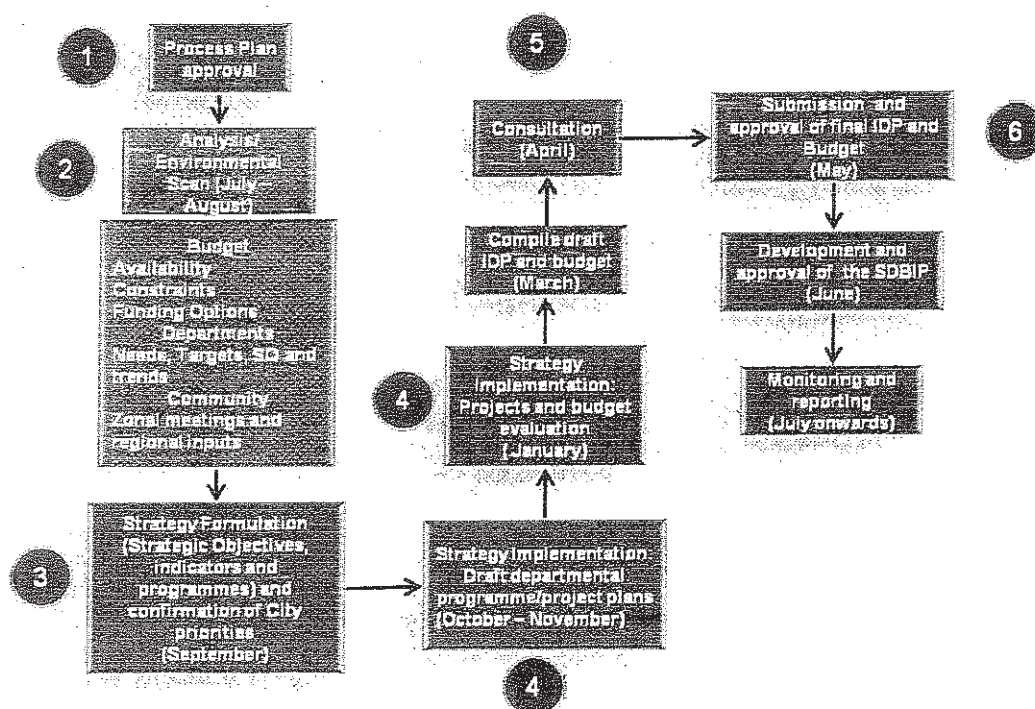 1
Process Plan
approval
2
Analysis/
Environmental
Scan (July –
August)
Budget
Availability
Constraints
Funding Options
Departments
Needs, Targets, SO and
trends
Community
Zonal meetings and
regional inputs
3
Strategy Formulation
(Strategic Objectives,
indicators and
programmes) and
confirmation of City
priorities
(September)
4
Strategy Implementation
Draft departmental
programme/project plans
(October – November)
4
Strategy
Implementation
Projects and budget
evaluation
(January)
Compile draft
IDP and budget
(March)
5
Consultation
(April)
6
Submission and
approval of final IDP and
Budget
(May)
Development and
approval of the SDBIP
(June)
Monitoring and
reporting
(July onwards)